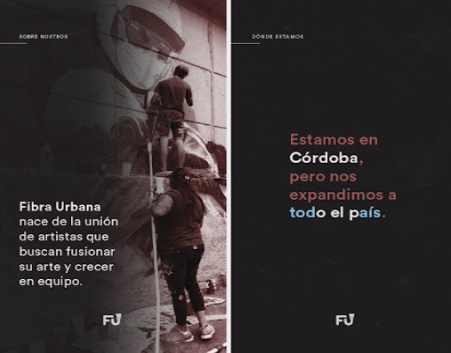 SOBRE NOSTROS
Fibra Urbana
nace de la unión
de artistas que
buscan fusionar
su arte y crecer
en equipo.
FU
DÓNDE ESTAMOS
Estamos en
Córdoba,
pero nos
expandimos a
todo el país.
FU